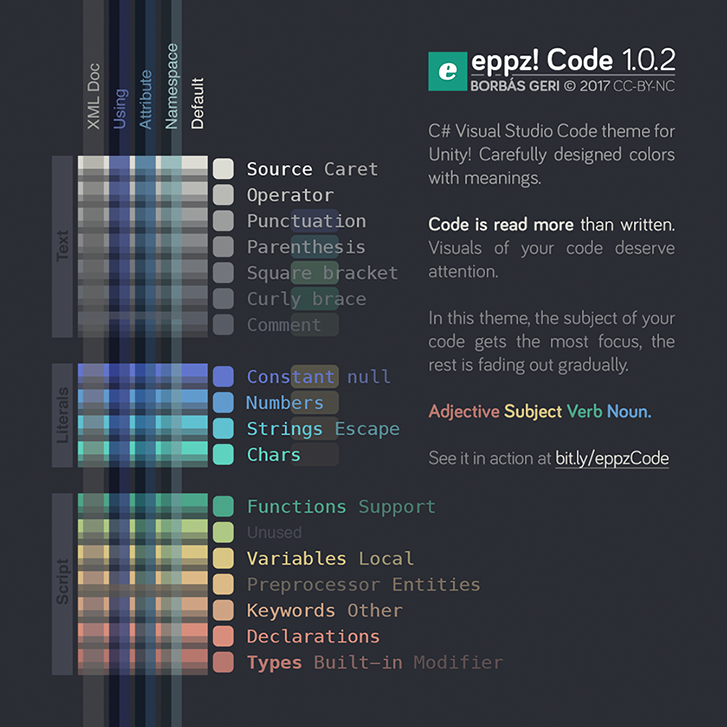 XML Doc
Using
Attribute
Namespace
Default
Text
Source Caret
Operator
Punctuation
Parenthesis
Square bracket
Curly brace
Comment
Literals
Constant null
Numbers
Strings Escape
Chars
Script
Functions Support
Unused
Variables Local
Preprocessor Entities
Keywords Other
Declarations
Types Built-in Modifier
e
eppz! Code 1.0.2
BORBÁS GERI © 2017 CC-BY-NC
C# Visual Studio Code theme for
Unity! Carefully designed colors
with meanings.
Code is read more than written.
Visuals of your code deserve
attention.
In this theme, the subject of your
code gets the most focus, the
rest is fading out gradually.
Adjective Subject Verb Noun.
See it in action at bit.ly/eppzCode